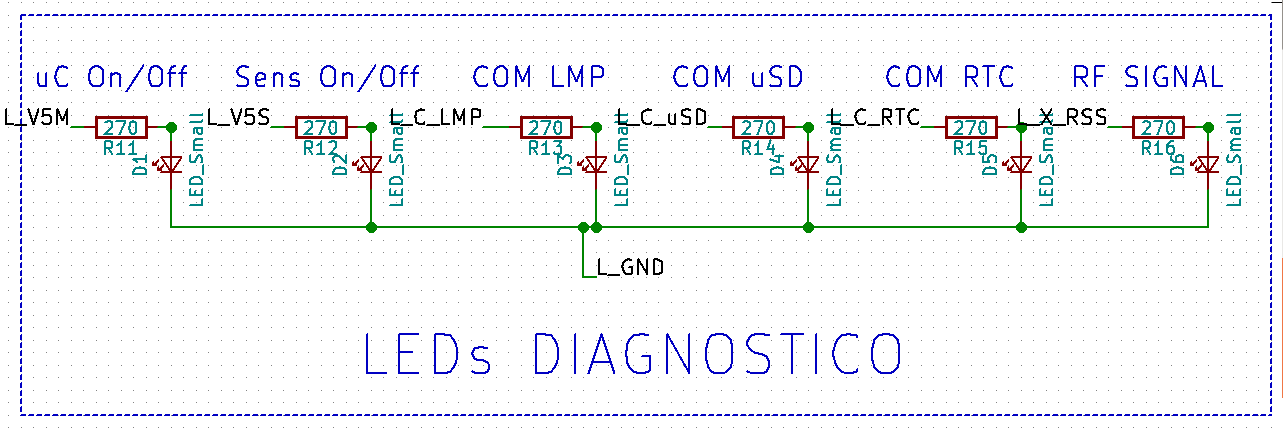 uC On/Off Sens On/Off COM LMP COM uSD COM RTC RF SIGNAL
L_V5M 270 L_V5S 270 L_C_LMP 270 L_C_uSD 270 L_C_RTC 270 L_X_RSS 270
R11 R12 R13 R14 R15 R16
D1 LED_Small D2 LED_Small D3 LED_Small D4 LED_Small D5 LED_Small D6 LED_Small
L_GND
LEDs DIAGNOSTICO